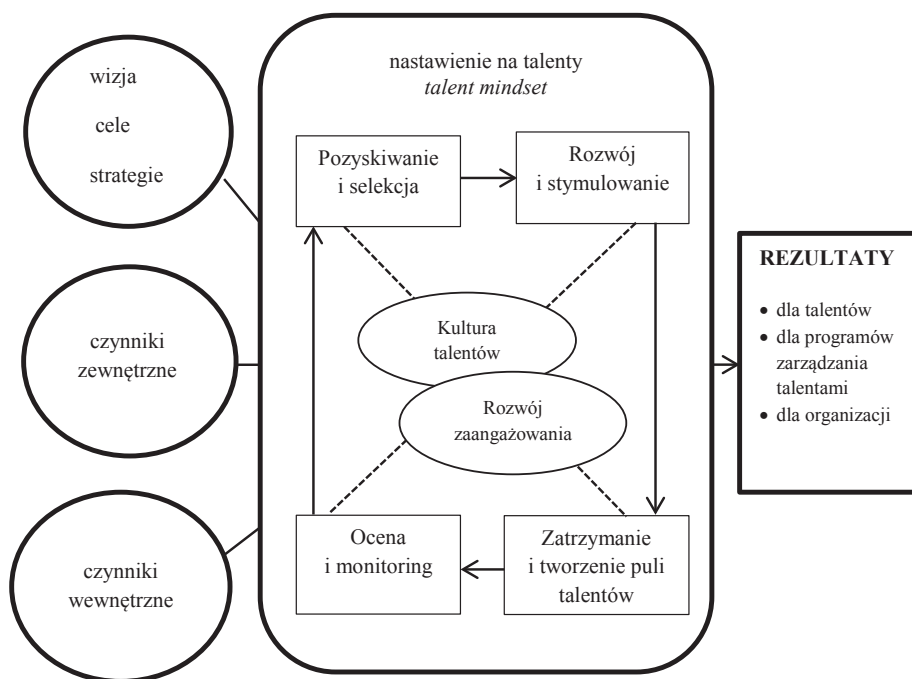 wizja
cele
strategie
czynniki
zewnętrzne
czynniki
wewnętrzne
nastawienie na talenty
talent mindset
Pozyskiwanie
i selekcja
Rozwój
i stymulowanie
Kultura
talentów
Rozwój
zaangażowania
Ocena
i monitoring
Zatrzymanie
i tworzenie puli
talentów
REZULTATY
• dla talentów
• dla programów
zarządzania
talentami
• dla organizacji